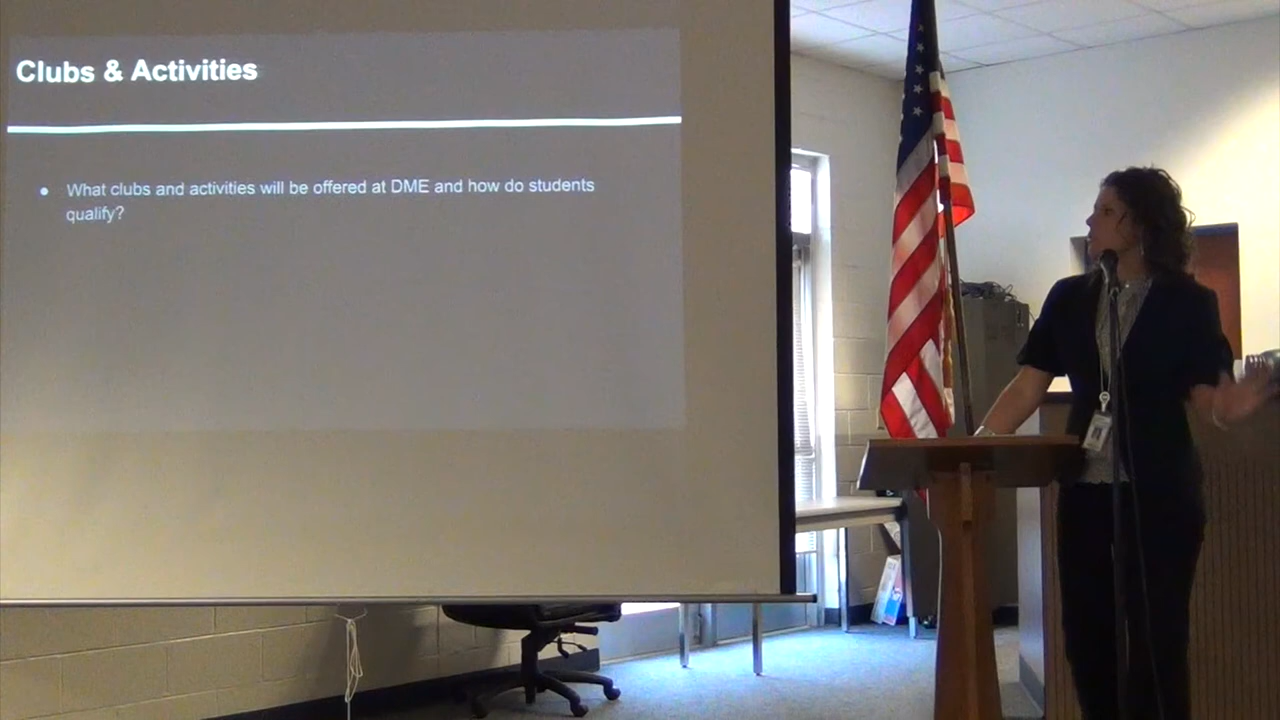 Clubs & Activities
● What clubs and activities will be offered at DME and how do students
qualify?